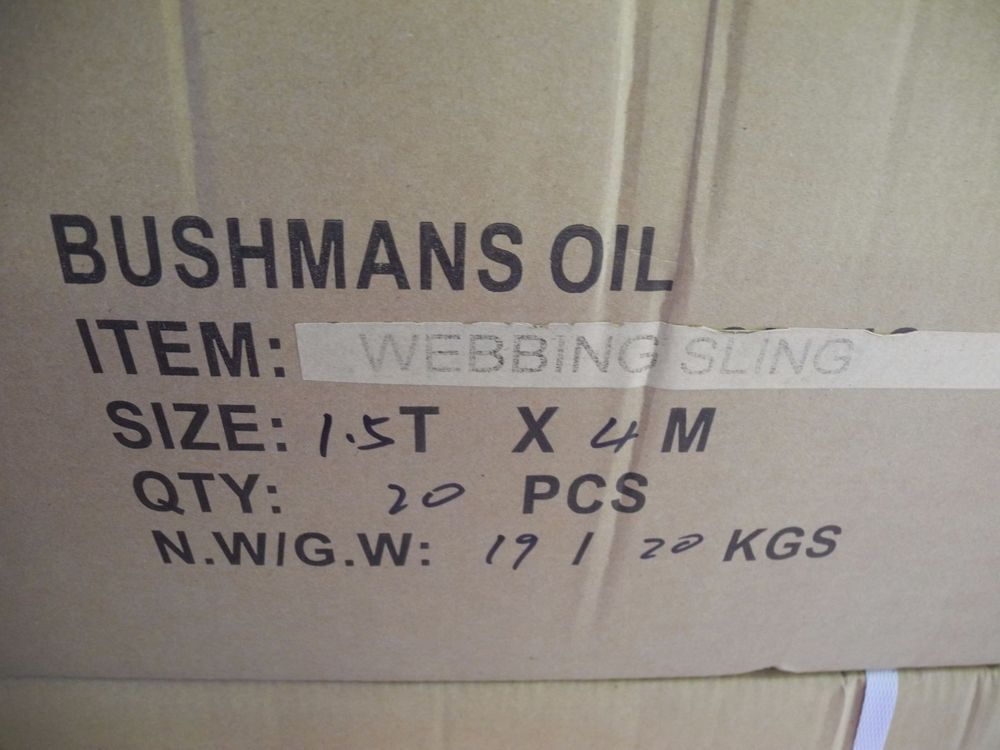 BUSHMANS OIL
ITEM: WEBBING SLING
SIZE: 1.5T X 4 M
QTY: 20 PCS
N.W/G.W: 19 / 20 KGS